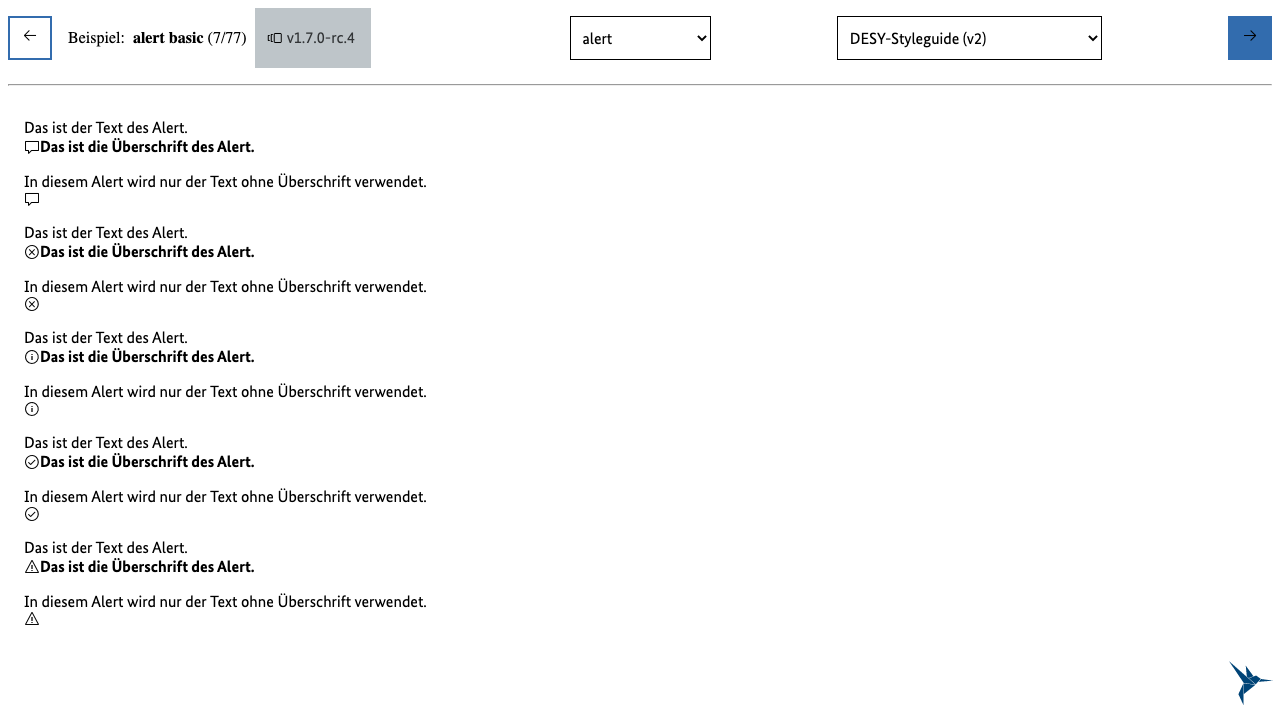 Beispiel: alert basic (7/77) v1.7.0-rc.4 alert DESY-Styleguide (v2)
Das ist der Text des Alert.
Das ist die Überschrift des Alert.
In diesem Alert wird nur der Text ohne Überschrift verwendet.
Das ist der Text des Alert.
Das ist die Überschrift des Alert.
In diesem Alert wird nur der Text ohne Überschrift verwendet.
Das ist der Text des Alert.
Das ist die Überschrift des Alert.
In diesem Alert wird nur der Text ohne Überschrift verwendet.
Das ist der Text des Alert.
Das ist die Überschrift des Alert.
In diesem Alert wird nur der Text ohne Überschrift verwendet.
Das ist der Text des Alert.
Das ist die Überschrift des Alert.
In diesem Alert wird nur der Text ohne Überschrift verwendet.